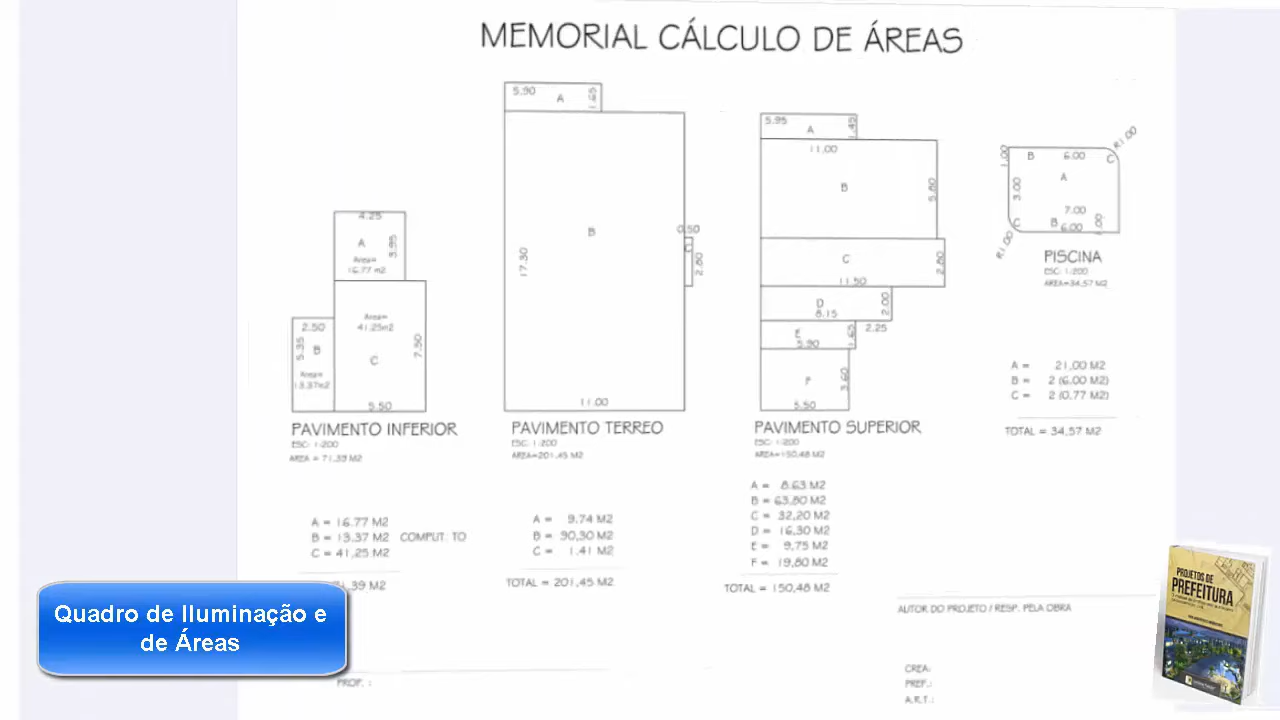 MEMORIAL CÁLCULO DE ÁREAS
4.25
A
3.95
Area=
16.77 m2
2.50
5.35
B
Area=
13.37m2
Area=
41.25m2
C
7.50
5.50
PAVIMENTO INFERIOR
ESC: 1:200
AREA = 71,39 M2
A = 16.77 M2
B = 13.37 M2 COMPUT. TO
C = 41,25 M2
1,39 M2
5.90
A
1.65
B
17.30
0.50
C
2.80
11.00
PAVIMENTO TERREO
ESC: 1:200
AREA=201,45 M2
A = 9,74 M2
B = 90,30 M2
C = 1.41 M2
TOTAL = 201,45 M2
5.95
A
1.45
11,00
B
5.80
C
2.80
11.50
D
8.15
2.00
E
5.90
1.65
2.25
F
3.60
5.50
PAVIMENTO SUPERIOR
ESC: 1:200
AREA=150,48 M2
A = 8.63 M2
B = 63,80 M2
C = 32,20 M2
D = 16,30 M2
E = 9,75 M2
F = 19,80 M2
TOTAL = 150,48 M2
R1.00
1.00
B
6.00
C
A
3.00
7.00
C
B
6.00
1.00
R1.00
PISCINA
ESC: 1:200
AREA=34,57 M2
A = 21,00 M2
B = 2 (6.00 M2)
C = 2 (0.77 M2)
TOTAL = 34,57 M2
AUTOR DO PROJETO / RESP. PELA OBRA
CREA:
PREF.:
A.R.T.:
PROP. :
Quadro de Iluminação e
de Áreas
PROJETOS DE
PREFEITURA